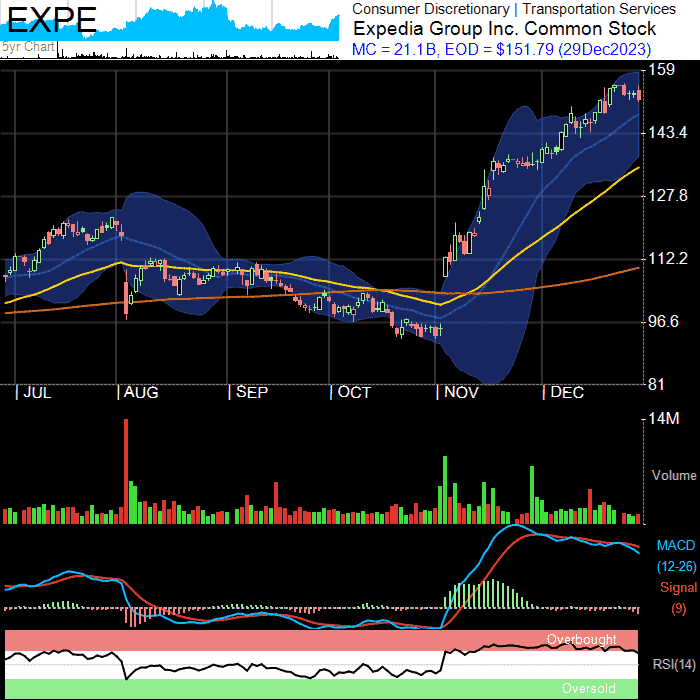 EXPE
5yr Chart
Consumer Discretionary | Transportation Services
Expedia Group Inc. Common Stock
MC = 21.1B, EOD = $151.79 (29Dec2023)
159
143.4
127.8
112.2
96.6
81
JUL AUG SEP OCT NOV DEC
14M
Volume
MACD
(12-26)
Signal
(9)
Overbought
RSI(14)
Oversold